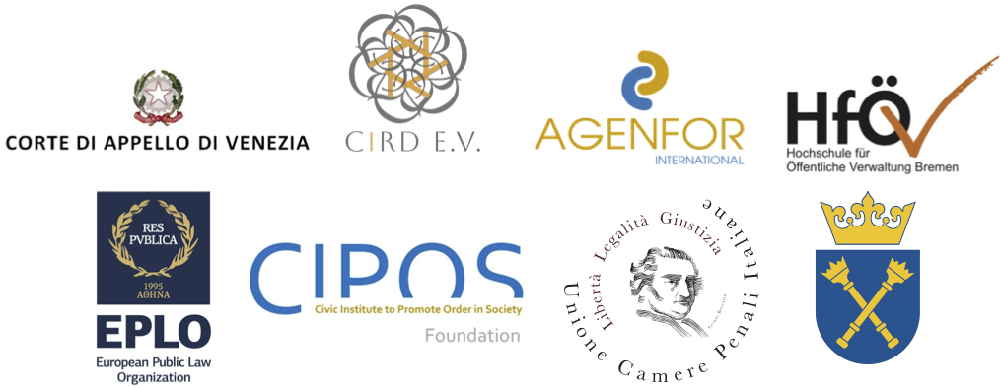 CORTE DI APPELLO DI VENEZIA
CIRD E.V.
AGENFOR
INTERNATIONAL
HfÖV
Hochschule für
Öffentliche Verwaltung Bremen
RES
PVBLICA
1995
ΑΘΗΝΑ
EPLO
European Public Law
Organization
CIPOS
Civic Institute to Promote Order in Society
Foundation
Libertà Legalità Giustizia
Unione Camere Penali Italiane